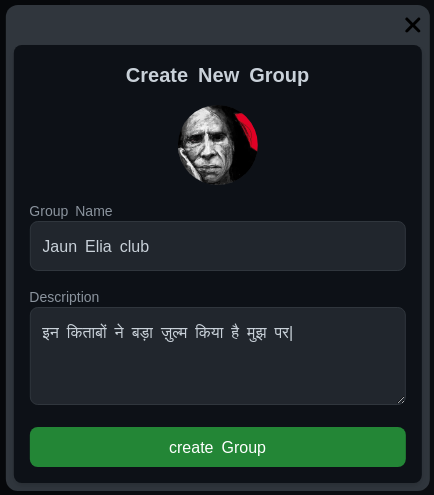 Create New Group
Group Name
Jaun Elia club
Description
इन किताबों ने बड़ा ज़ुल्म किया है मुझ पर
create Group